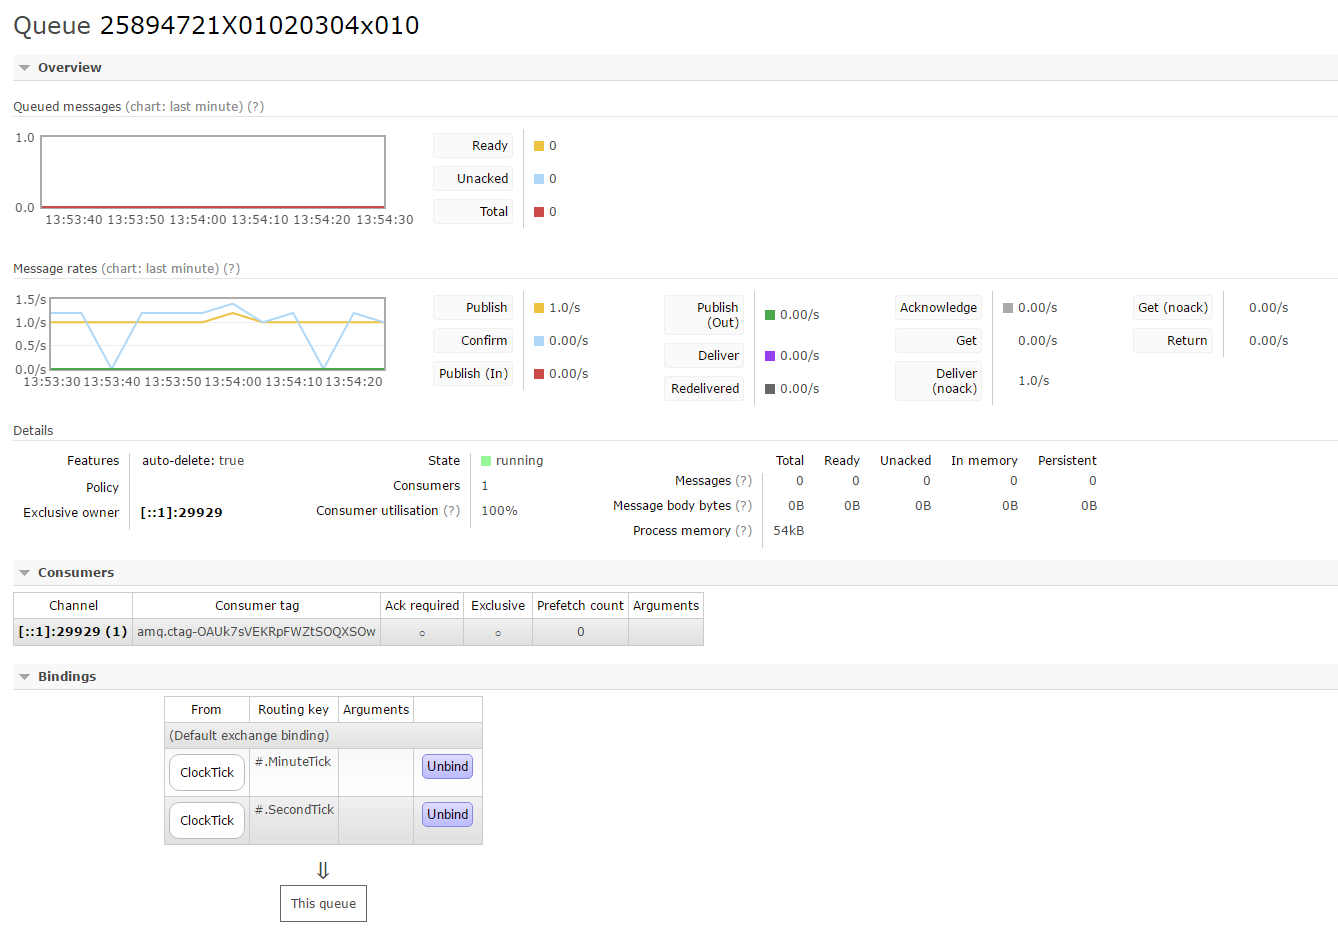 Queue 25894721X01020304x010
Overview
Queued messages (chart: last minute) (?)
1.0
0.0
13:53:40 13:53:50 13:54:00 13:54:10 13:54:20 13:54:30
Ready 0
Unacked 0
Total 0
Message rates (chart: last minute) (?)
1.5/s
1.0/s
0.5/s
0.0/s
13:53:30 13:53:40 13:53:50 13:54:00 13:54:10 13:54:20
Publish 1.0/s
Confirm 0.00/s
Publish (In) 0.00/s
Publish
(Out) 0.00/s
Deliver 0.00/s
Redelivered 0.00/s
Acknowledge 0.00/s
Get 0.00/s
Deliver
(noack) 1.0/s
Get (noack) 0.00/s
Return 0.00/s
Details
Features auto-delete: true
Policy
Exclusive owner [::1]:29929
State running
Consumers 1
Consumer utilisation (?) 100%
Total Ready Unacked In memory Persistent
Messages (?) 0 0 0 0 0
Message body bytes (?) 0B 0B 0B 0B 0B
Process memory (?) 54kB
Consumers
Channel Consumer tag Ack required Exclusive Prefetch count Arguments
[::1]:29929 (1) amq.ctag-OAUk7sVEKRpFWZtSOQXSOw ○ ○ 0
Bindings
From Routing key Arguments
(Default exchange binding)
ClockTick #.MinuteTick Unbind
ClockTick #.SecondTick Unbind
⇓
This queue